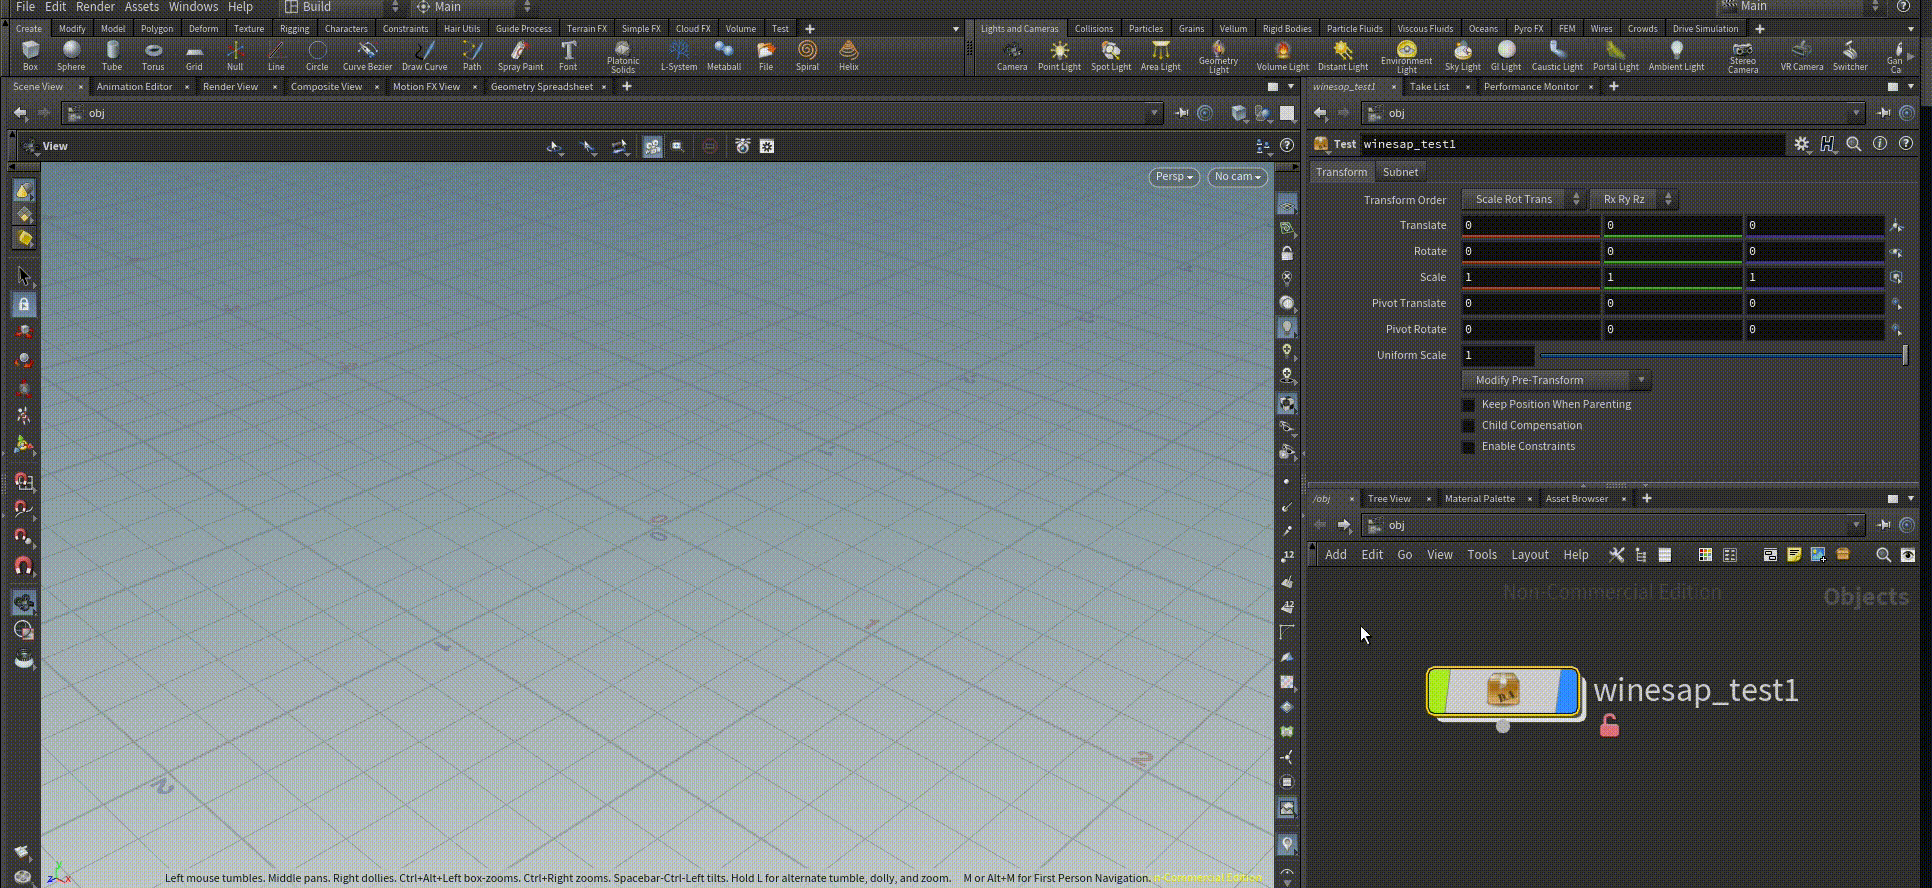 File Edit Render Assets Windows Help Build Main Main
Create Modify Model Polygon Deform Texture Rigging Characters Constraints Hair Utils Guide Process Terrain FX Simple FX Cloud FX Volume Test Lights and Cameras Collisions Particles Grains Vellum Rigid Bodies Particle Fluids Viscous Fluids Oceans Pyro FX FEM Wires Crowds Drive Simulation
Box Sphere Tube Torus Grid Null Line Circle Curve Bezier Draw Curve Path Spray Paint Font Platonic Solids L-System Metaball File Spiral Helix Camera Point Light Spot Light Area Light Geometry Light Volume Light Distant Light Environment Light Sky Light GI Light Caustic Light Portal Light Ambient Light Stereo Camera VR Camera Switcher
Scene View Animation Editor Render View Composite View Motion FX View Geometry Spreadsheet
obj
View
Persp No cam
0
0
1
1
2
2
Left mouse tumbles. Middle pans. Right dollies. Ctrl+Alt+Left box-zooms. Ctrl+Right zooms. Spacebar-Ctrl-Left tilts. Hold L for alternate tumble, dolly, and zoom. M or Alt+M for First Person Navigation. n-Commercial Edition
winesap_test1 Take List Performance Monitor
obj
Test winesap_test1
Transform Subnet
Transform Order Scale Rot Trans Rx Ry Rz
Translate 0 0 0
Rotate 0 0 0
Scale 1 1 1
Pivot Translate 0 0 0
Pivot Rotate 0 0 0
Uniform Scale 1
Modify Pre-Transform
Keep Position When Parenting
Child Compensation
Enable Constraints
/obj Tree View Material Palette Asset Browser
obj
Add Edit Go View Tools Layout Help
Non-Commercial Edition
Objects
winesap_test1